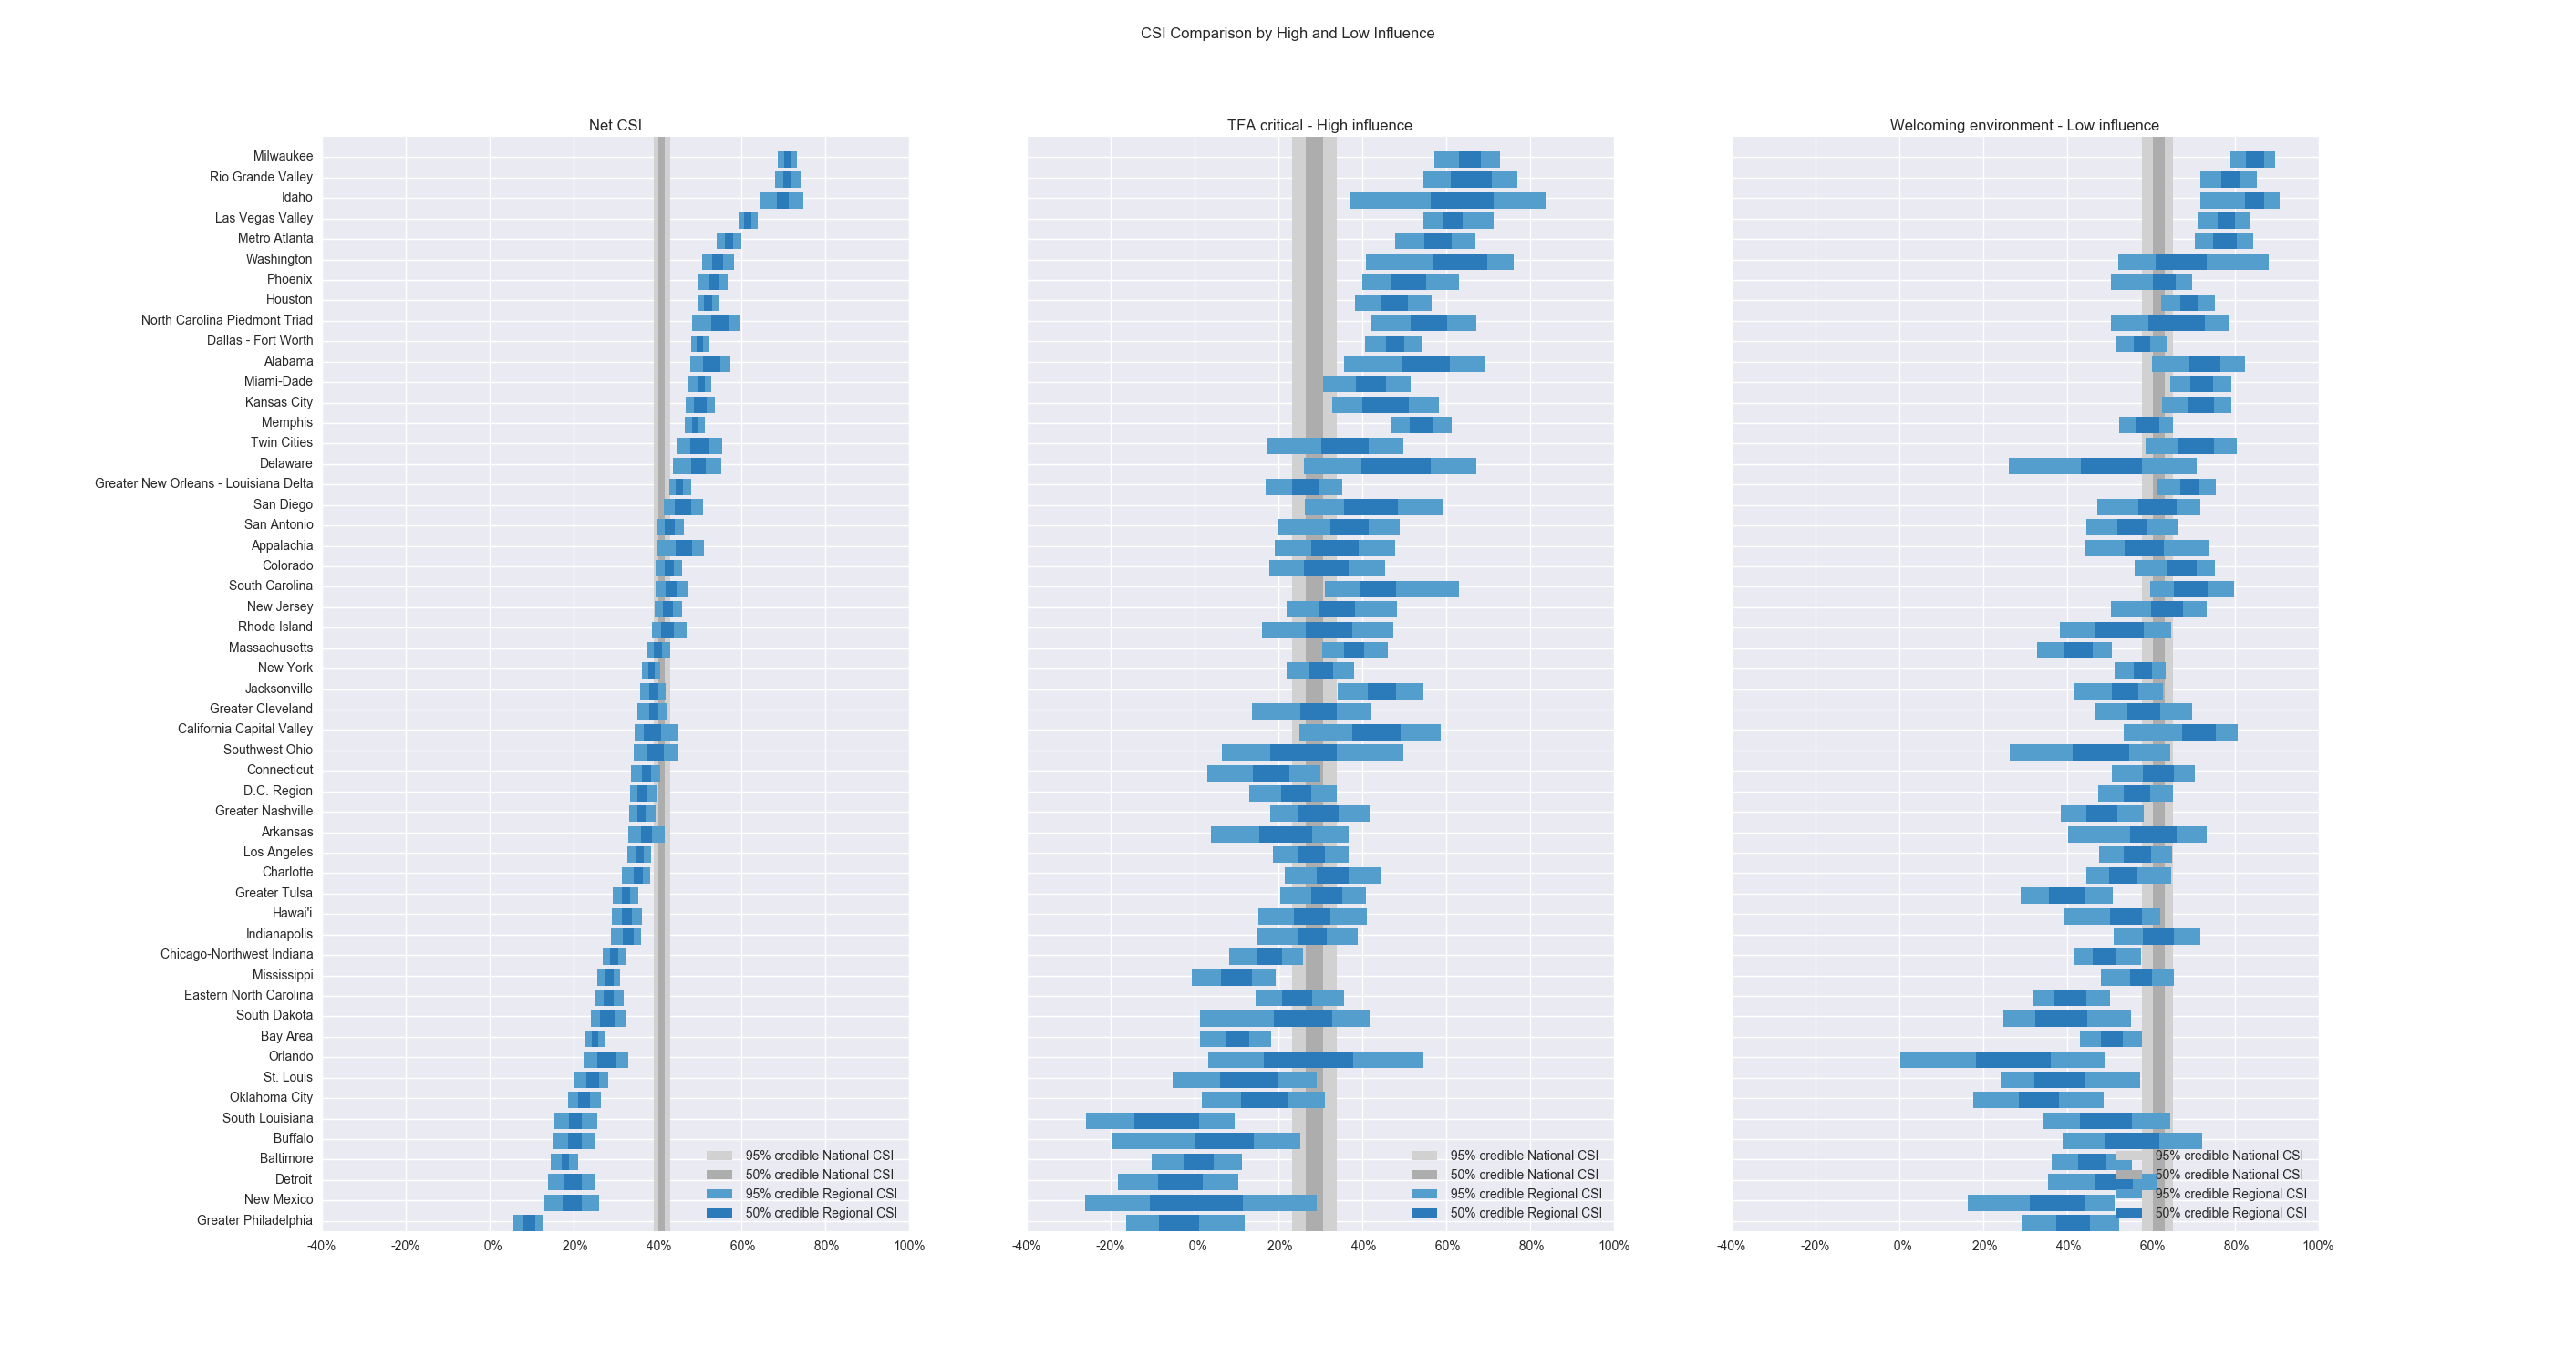 CSI Comparison by High and Low Influence
Net CSI
Milwaukee
Rio Grande Valley
Idaho
Las Vegas Valley
Metro Atlanta
Washington
Phoenix
Houston
North Carolina Piedmont Triad
Dallas - Fort Worth
Alabama
Miami-Dade
Kansas City
Memphis
Twin Cities
Delaware
Greater New Orleans - Louisiana Delta
San Diego
San Antonio
Appalachia
Colorado
South Carolina
New Jersey
Rhode Island
Massachusetts
New York
Jacksonville
Greater Cleveland
California Capital Valley
Southwest Ohio
Connecticut
D.C. Region
Greater Nashville
Arkansas
Los Angeles
Charlotte
Greater Tulsa
Hawai'i
Indianapolis
Chicago-Northwest Indiana
Mississippi
Eastern North Carolina
South Dakota
Bay Area
Orlando
St. Louis
Oklahoma City
South Louisiana
Buffalo
Baltimore
Detroit
New Mexico
Greater Philadelphia
95% credible National CSI
50% credible National CSI
95% credible Regional CSI
50% credible Regional CSI
-40% -20% 0% 20% 40% 60% 80% 100%
TFA critical - High influence
95% credible National CSI
50% credible National CSI
95% credible Regional CSI
50% credible Regional CSI
-40% -20% 0% 20% 40% 60% 80% 100%
Welcoming environment - Low influence
95% credible National CSI
50% credible National CSI
95% credible Regional CSI
50% credible Regional CSI
-40% -20% 0% 20% 40% 60% 80% 100%